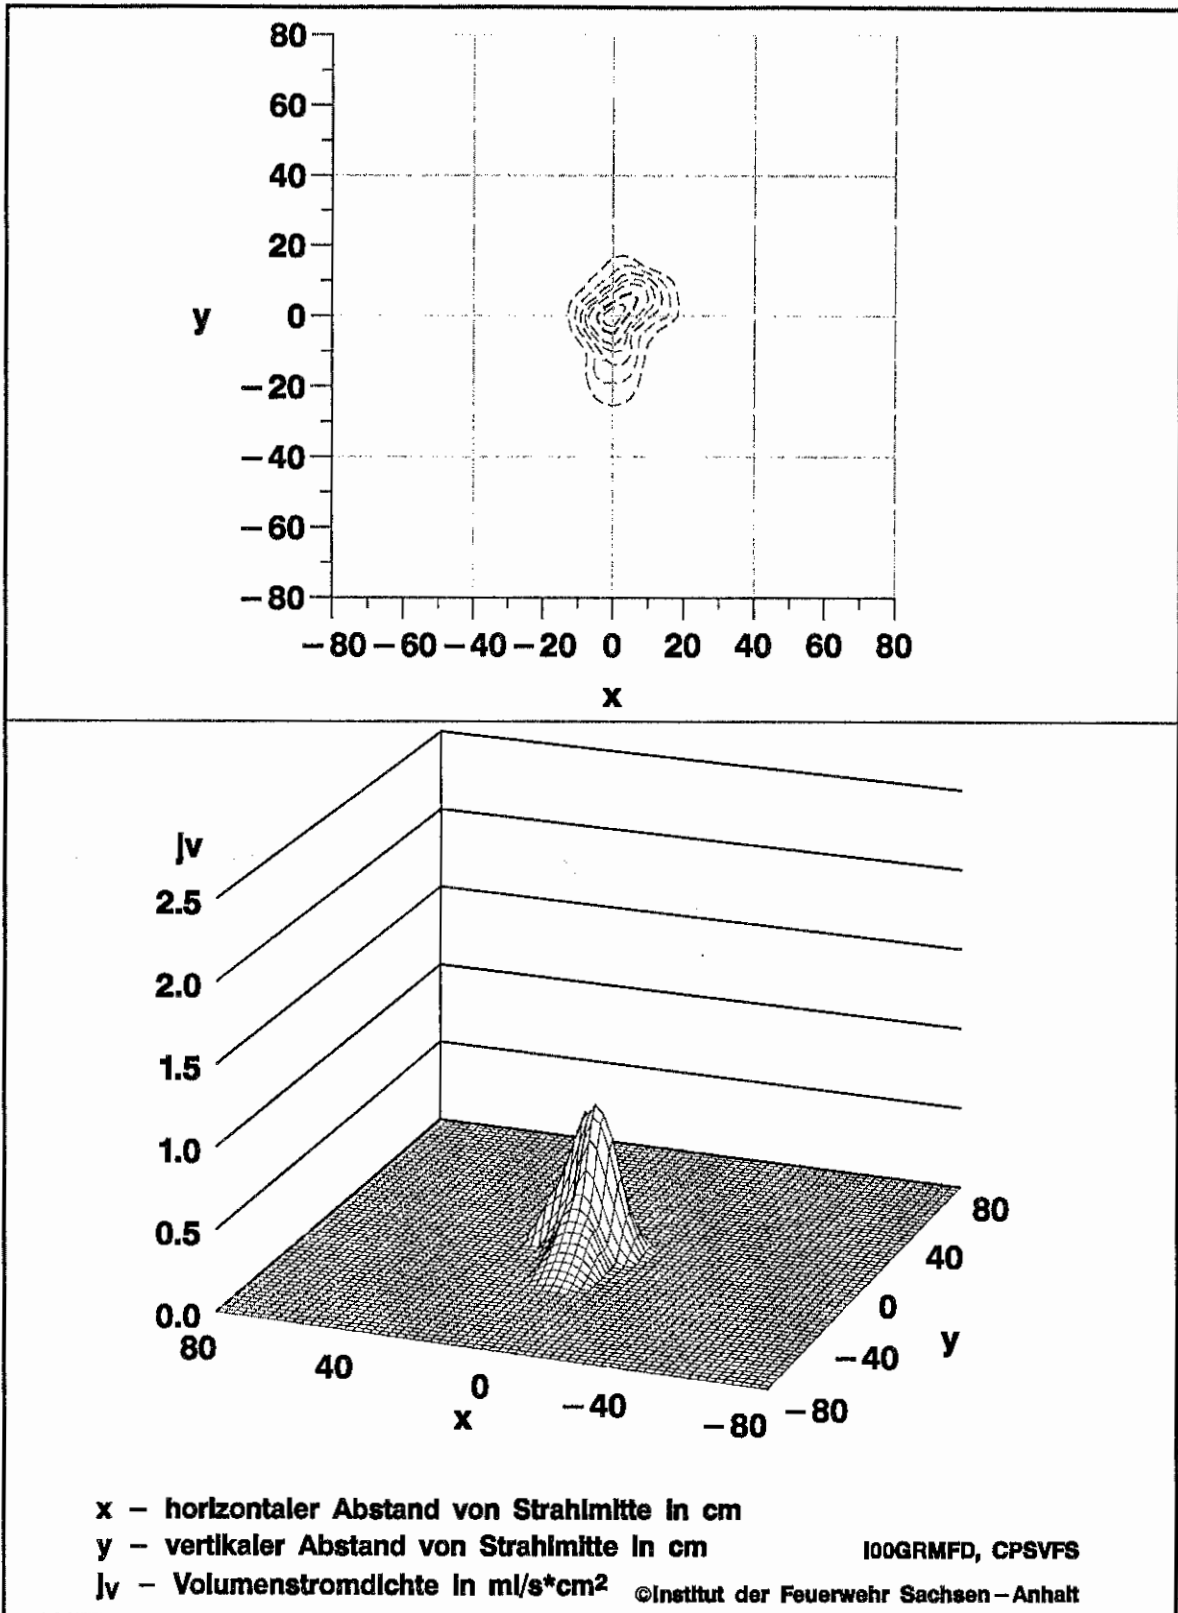 80
60
40
20
y
0
−20
−40
−60
−80
−80 −60 −40 −20 0 20 40 60 80
x
jv
2.5
2.0
1.5
1.0
0.5
0.0
80 40 0 −40 −80
x
−80 −40 0 40 80
y
x − horizontaler Abstand von Strahlmitte in cm
y − vertikaler Abstand von Strahlmitte in cm
I00GRMFD, CPSVFS
jv − Volumenstromdichte in ml/s*cm²
©Institut der Feuerwehr Sachsen−Anhalt